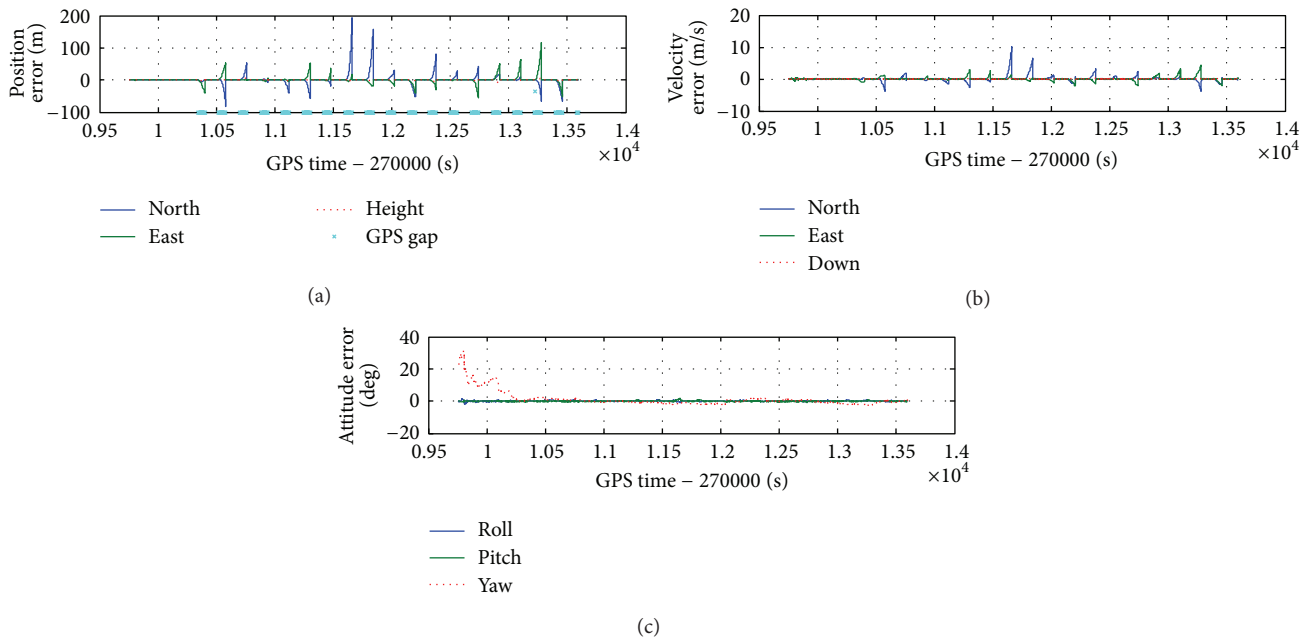 Position
error (m)
200
100
0
−100
0.95 1 1.05 1.1 1.15 1.2 1.25 1.3 1.35 1.4
×10^4
GPS time − 270000 (s)
North
East
Height
GPS gap
(a)
Velocity
error (m/s)
20
10
0
10
0.95 1 1.05 1.1 1.15 1.2 1.25 1.3 1.35 1.4
×10^4
GPS time − 270000 (s)
North
East
Down
(b)
Attitude error
(deg)
40
20
0
−20
0.95 1 1.05 1.1 1.15 1.2 1.25 1.3 1.35 1.4
×10^4
GPS time − 270000 (s)
Roll
Pitch
Yaw
(c)